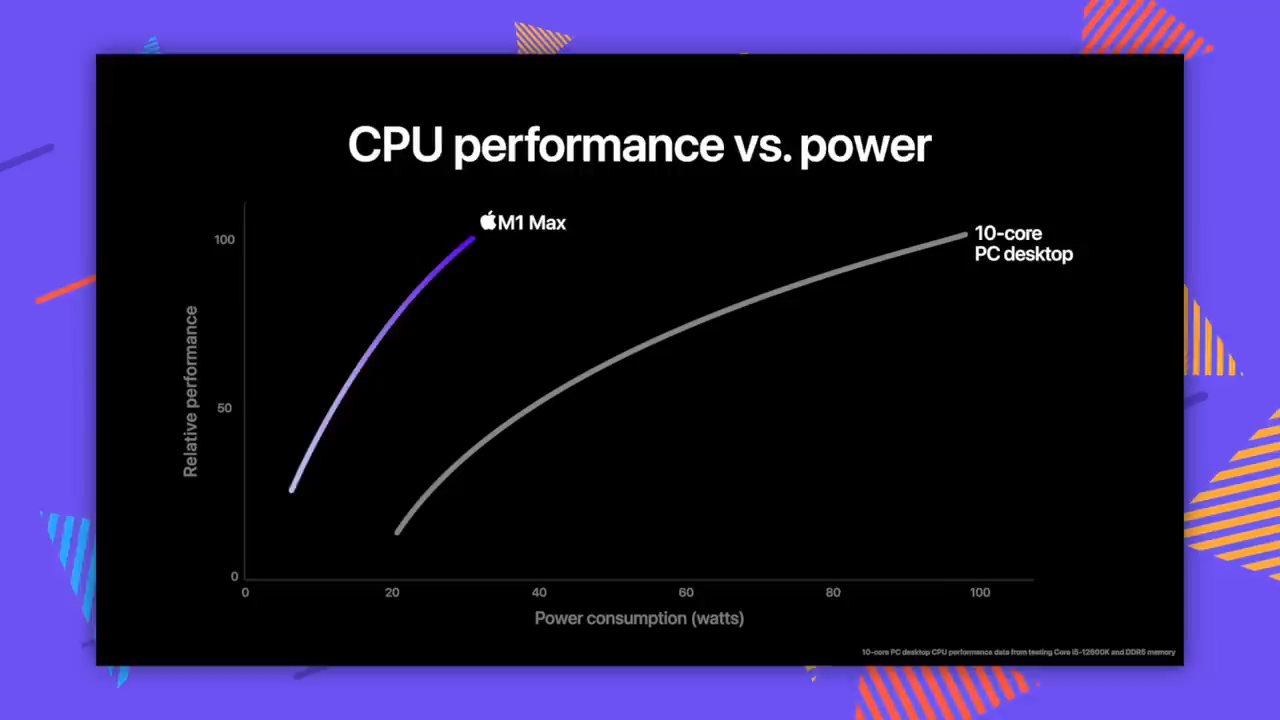 CPU performance vs. power
M1 Max
10-core
PC desktop
100
50
0
Relative performance
0 20 40 60 80 100
Power consumption (watts)
10-core PC desktop CPU performance data from testing Core i5-12600K and DDR5 memory